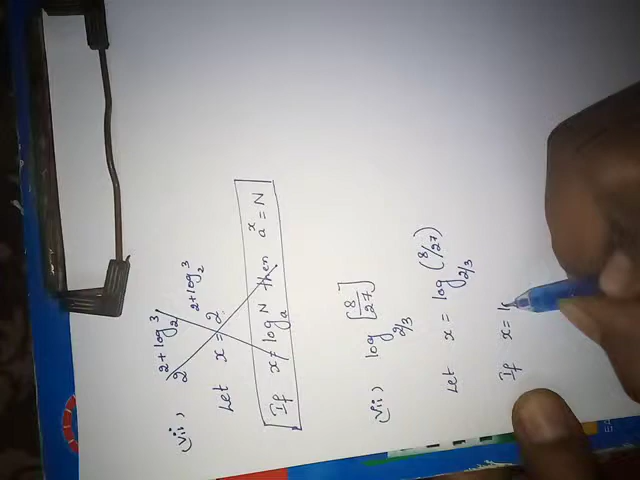 (vii) 2^{2+log_2^3} 2+log_2^3
Let x = 2
If x = log_a^N then a^x = N
(vii) log_{2/3} [8/27]
Let x = log_{2/3} (8/27)
If x = l